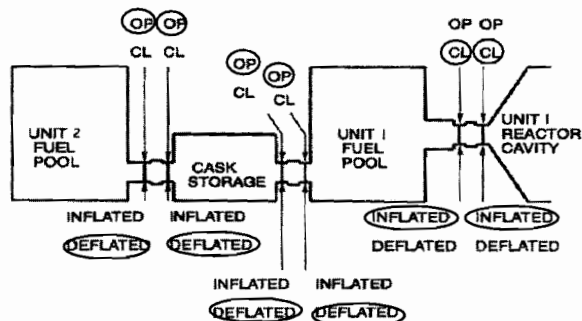 OP OP
CL CL
OP OP
CL CL
OP OP
CL CL
UNIT 2
FUEL
POOL
CASK
STORAGE
UNIT 1
FUEL
POOL
UNIT 1
REACTOR
CAVITY
INFLATED INFLATED
DEFLATED DEFLATED
INFLATED INFLATED
DEFLATED DEFLATED
INFLATED INFLATED
DEFLATED DEFLATED